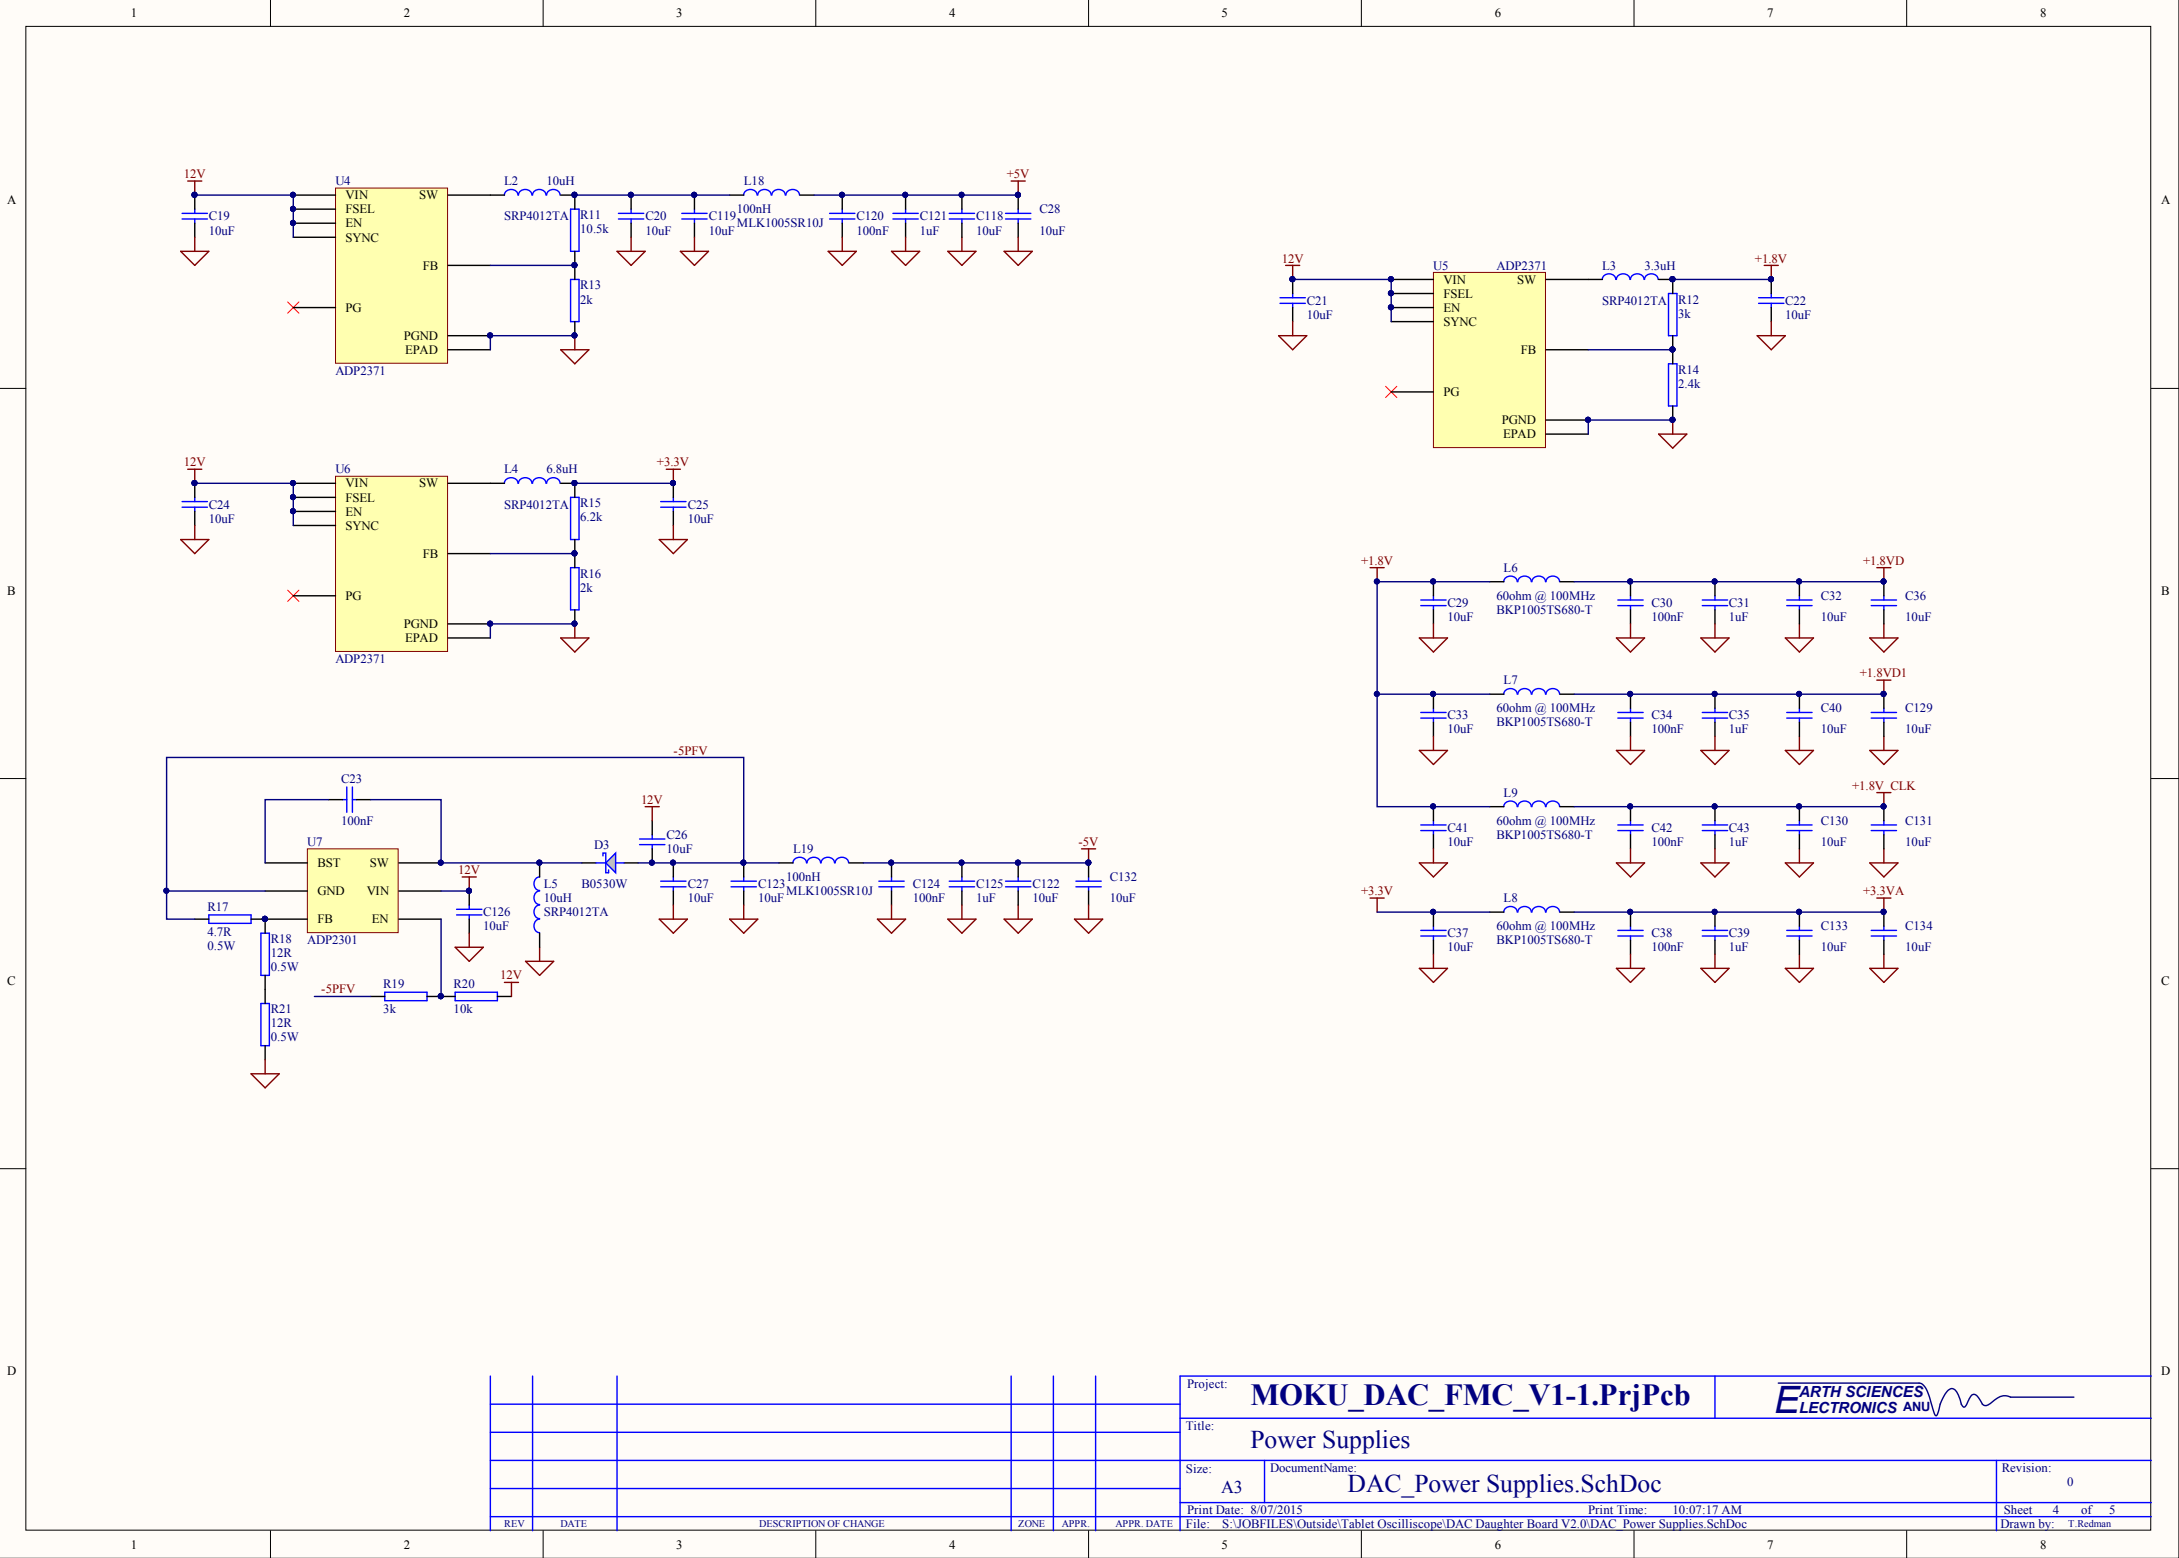 1 2 3 4 5 6 7 8
A
A
12V
C19
10uF
U4
VIN SW
FSEL
EN
SYNC
FB
PG
PGND
EPAD
ADP2371
L2 10uH
SRP4012TA
R11
10.5k
R13
2k
C20
10uF
C119
10uF
L18
100nH
MLK1005SR10J
C120
100nF
C121
1uF
C118
10uF
+5V
C28
10uF
12V
C21
10uF
U5 ADP2371
VIN SW
FSEL
EN
SYNC
FB
PG
PGND
EPAD
L3 3.3uH
SRP4012TA
R12
3k
R14
2.4k
+1.8V
C22
10uF
12V
C24
10uF
U6
VIN SW
FSEL
EN
SYNC
FB
PG
PGND
EPAD
ADP2371
L4 6.8uH
SRP4012TA
R15
6.2k
R16
2k
+3.3V
C25
10uF
B
B
+1.8V
C29
10uF
L6
60ohm @ 100MHz
BKP1005TS680-T
C30
100nF
C31
1uF
C32
10uF
+1.8VD
C36
10uF
C33
10uF
L7
60ohm @ 100MHz
BKP1005TS680-T
C34
100nF
C35
1uF
C40
10uF
+1.8VD1
C129
10uF
C41
10uF
L9
60ohm @ 100MHz
BKP1005TS680-T
C42
100nF
C43
1uF
C130
10uF
+1.8V_CLK
C131
10uF
+3.3V
C37
10uF
L8
60ohm @ 100MHz
BKP1005TS680-T
C38
100nF
C39
1uF
C133
10uF
+3.3VA
C134
10uF
-5PFV
C23
100nF
U7
BST SW
GND VIN
FB EN
ADP2301
12V
C126
10uF
L5
10uH
SRP4012TA
D3
B0530W
12V
C26
10uF
C27
10uF
C123
10uF
L19
100nH
MLK1005SR10J
C124
100nF
C125
1uF
C122
10uF
-5V
C132
10uF
R17
4.7R
0.5W
R18
12R
0.5W
R21
12R
0.5W
-5PFV
R19
3k
R20
10k
12V
C
C
D
D
REV DATE DESCRIPTION OF CHANGE ZONE APPR. APPR. DATE
Project: MOKU_DAC_FMC_V1-1.PrjPcb
EARTH SCIENCES
ELECTRONICS ANU
Title: Power Supplies
Size: A3
DocumentName: DAC_Power Supplies.SchDoc
Revision: 0
Print Date: 8/07/2015 Print Time: 10:07:17 AM
Sheet 4 of 5
File: S:\JOBFILES\Outside\Tablet Oscilliscope\DAC Daughter Board V2.0\DAC_Power Supplies.SchDoc
Drawn by: T.Redman
1 2 3 4 5 6 7 8